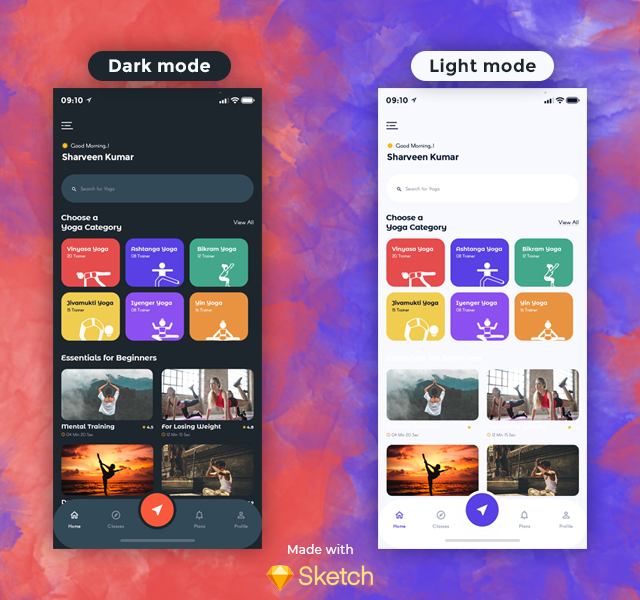 Dark mode
09:10
Good Morning.!
Sharveen Kumar
Search for Yoga
Choose a
Yoga Category
View All
Vinyasa Yoga
20 Trainer
Ashtanga Yoga
08 Trainer
Bikram Yoga
12 Trainer
Jivamukti Yoga
15 Trainer
Iyenger Yoga
08 Trainer
Yin Yoga
16 Trainer
Essentials for Beginners
Mental Training
4.9
04 Min 20 Sec
For Losing Weight
4.8
12 Min 15 Sec
Home
Classes
Plans
Profile
Light mode
09:10
Good Morning.!
Sharveen Kumar
Search for Yoga
Choose a
Yoga Category
View All
Vinyasa Yoga
20 Trainer
Ashtanga Yoga
08 Trainer
Bikram Yoga
12 Trainer
Jivamukti Yoga
15 Trainer
Iyenger Yoga
08 Trainer
Yin Yoga
16 Trainer
04 Min 20 Sec
12 Min 15 Sec
Home
Classes
Plans
Profile
Made with
Sketch